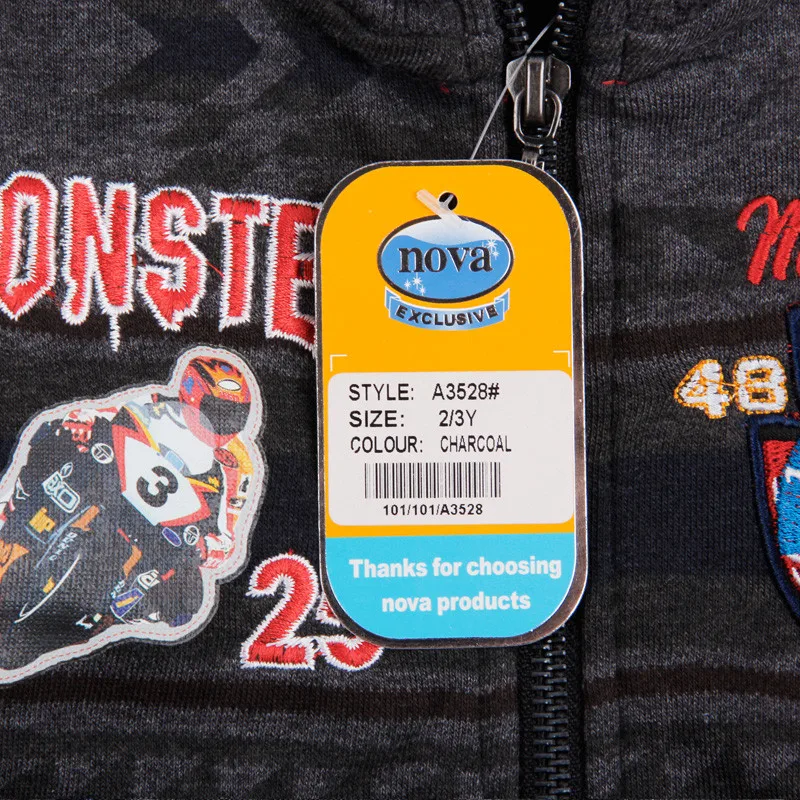 ONSTE
nova
EXCLUSIVE
STYLE: A3528#
SIZE: 2/3Y
COLOUR: CHARCOAL
101/101/A3528
Thanks for choosing
nova products
48
3